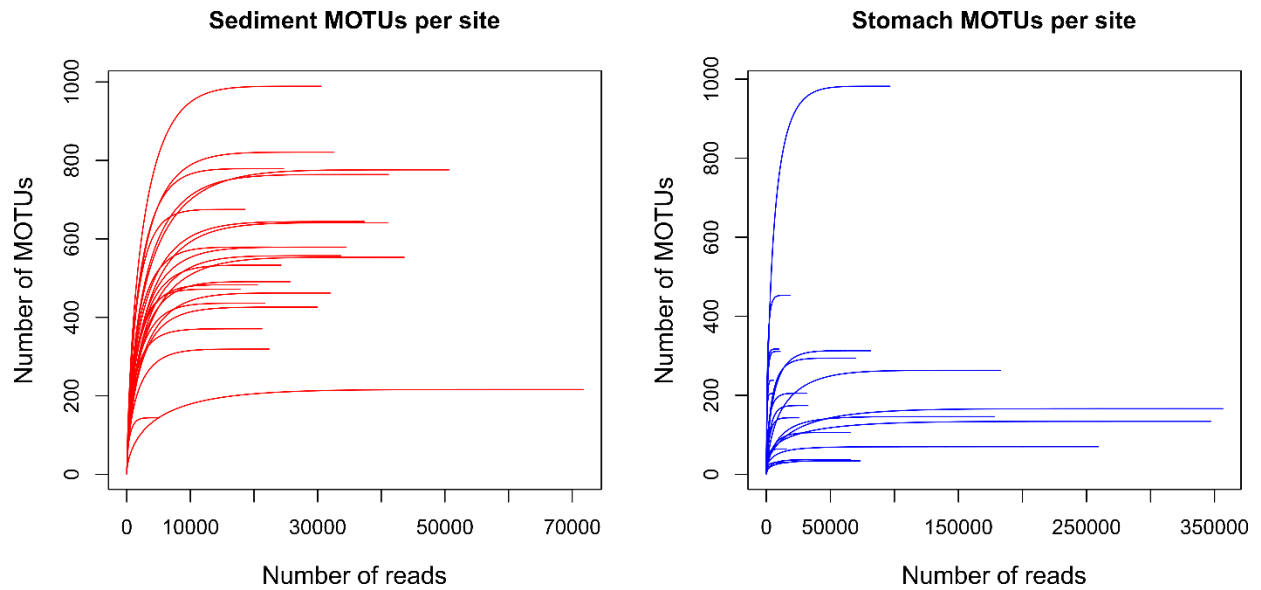 Sediment MOTUs per site
Number of MOTUs
1000
800
600
400
200
0
0 10000 30000 50000 70000
Number of reads
Stomach MOTUs per site
Number of MOTUs
1000
800
600
400
200
0
0 50000 150000 250000 350000
Number of reads